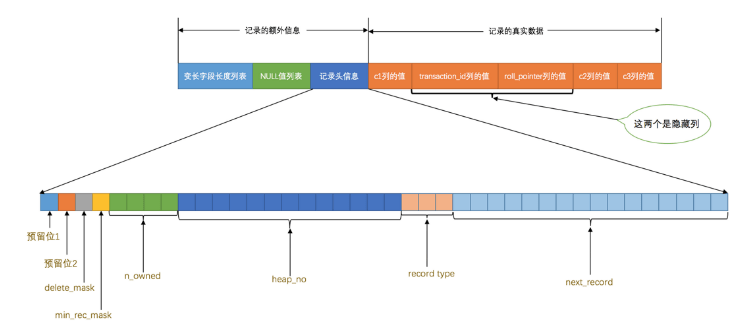 记录的额外信息
记录的真实数据
变长字段长度列表
NULL值列表
记录头信息
c1列的值
transaction_id列的值
roll_pointer列的值
c2列的值
c3列的值
这两个是隐藏列
预留位1
预留位2
delete_mask
min_rec_mask
n_owned
heap_no
record type
next_record